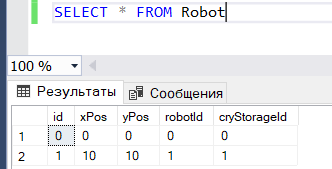 SELECT * FROM Robot
100 %
Результаты Сообщения
id xPos yPos robotId cryStorageId
1 0 0 0 0 0
2 1 10 10 1 1